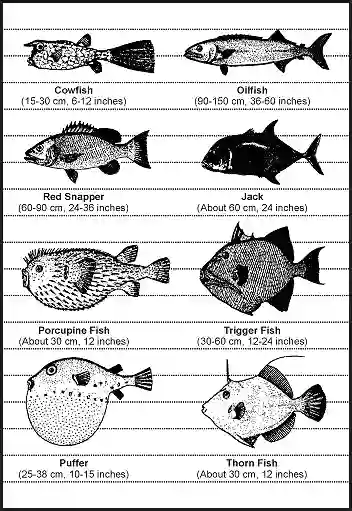 Cowfish
(15-30 cm, 6-12 inches)
Oilfish
(90-150 cm, 36-60 inches)
Red Snapper
(60-90 cm, 24-36 inches)
Jack
(About 60 cm, 24 inches)
Porcupine Fish
(About 30 cm, 12 inches)
Trigger Fish
(30-60 cm, 12-24 inches)
Puffer
(25-38 cm, 10-15 inches)
Thorn Fish
(About 30 cm, 12 inches)